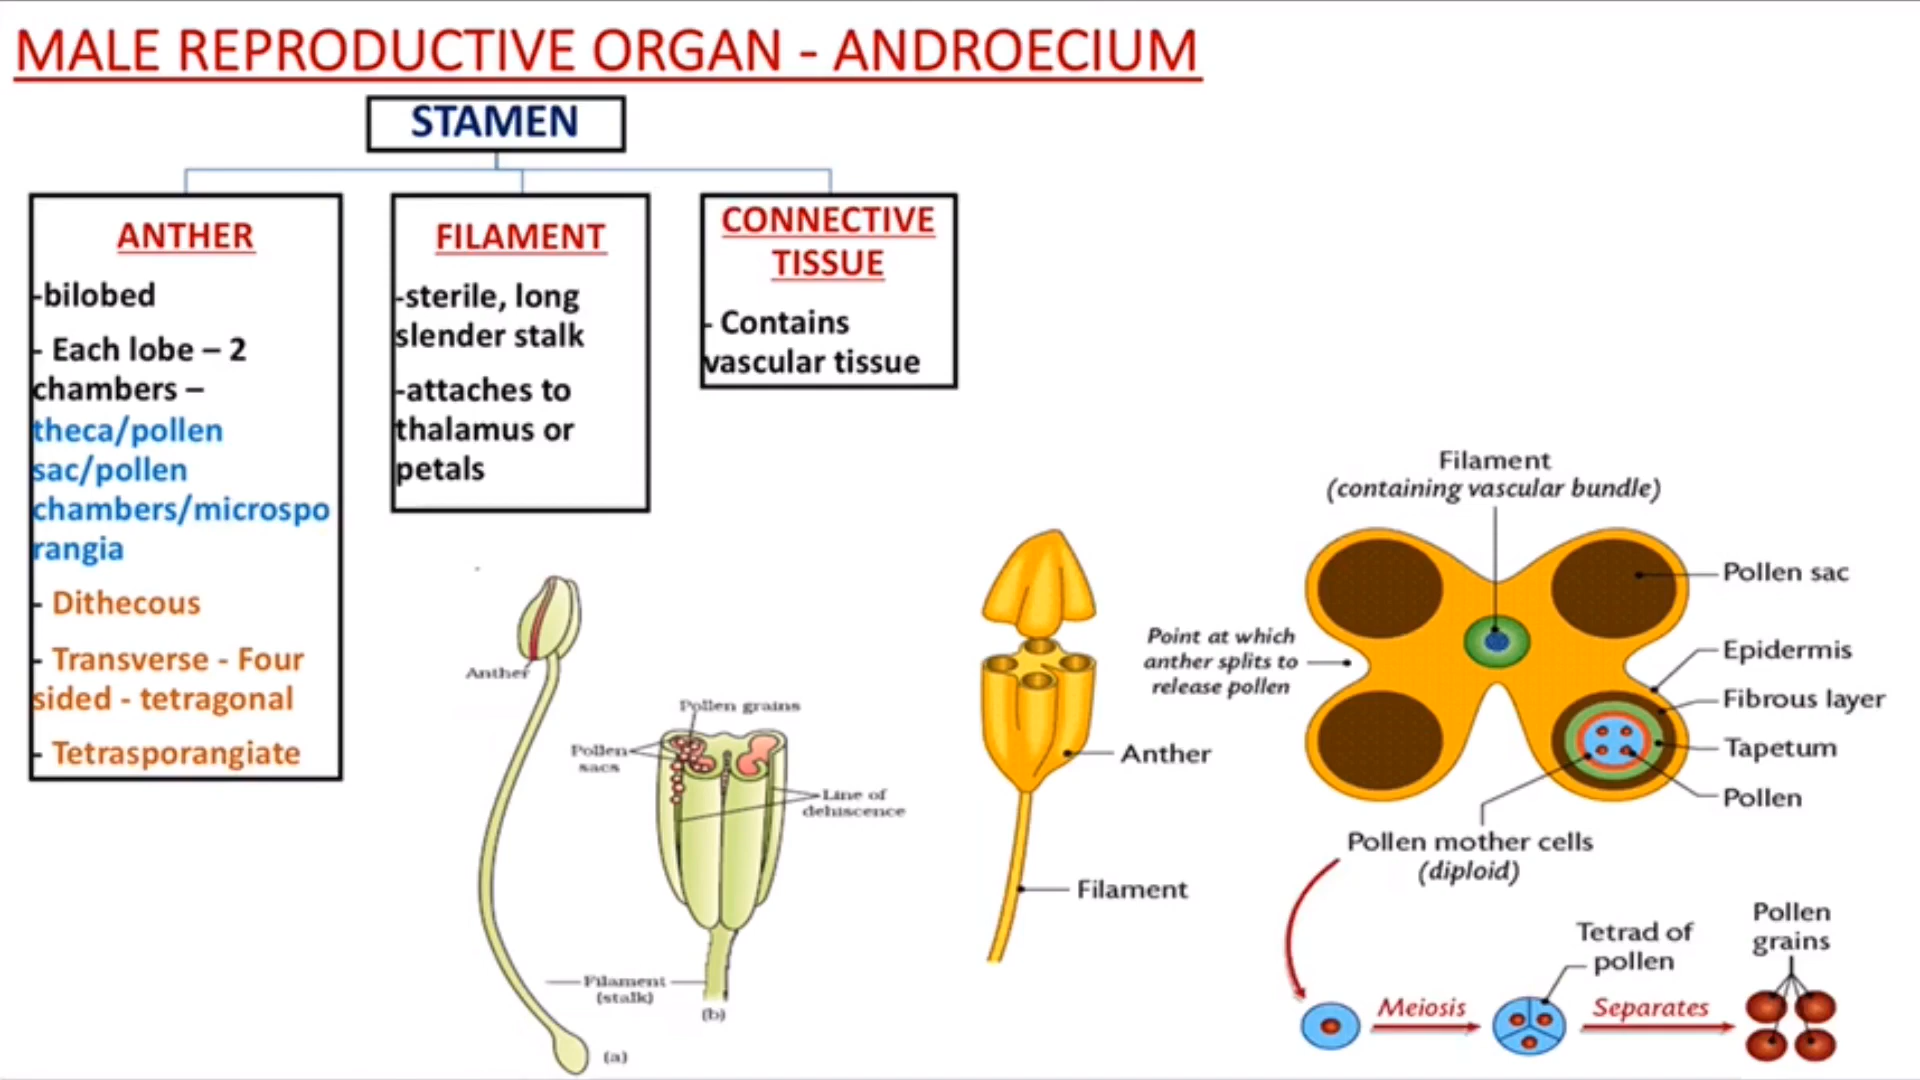 MALE REPRODUCTIVE ORGAN - ANDROECIUM
STAMEN
ANTHER
-bilobed
- Each lobe – 2
chambers –
theca/pollen
sac/pollen
chambers/microspo
rangia
- Dithecous
- Transverse - Four
sided - tetragonal
- Tetrasporangiate
FILAMENT
-sterile, long
slender stalk
-attaches to
thalamus or
petals
CONNECTIVE
TISSUE
- Contains
vascular tissue
Anther
Pollen grains
Pollen
sacs
Line of
dehiscence
Filament
(stalk)
(b)
(a)
Anther
Filament
Filament
(containing vascular bundle)
Point at which
anther splits to
release pollen
Pollen sac
Epidermis
Fibrous layer
Tapetum
Pollen
Pollen mother cells
(diploid)
Meiosis
Tetrad of
pollen
Separates
Pollen
grains